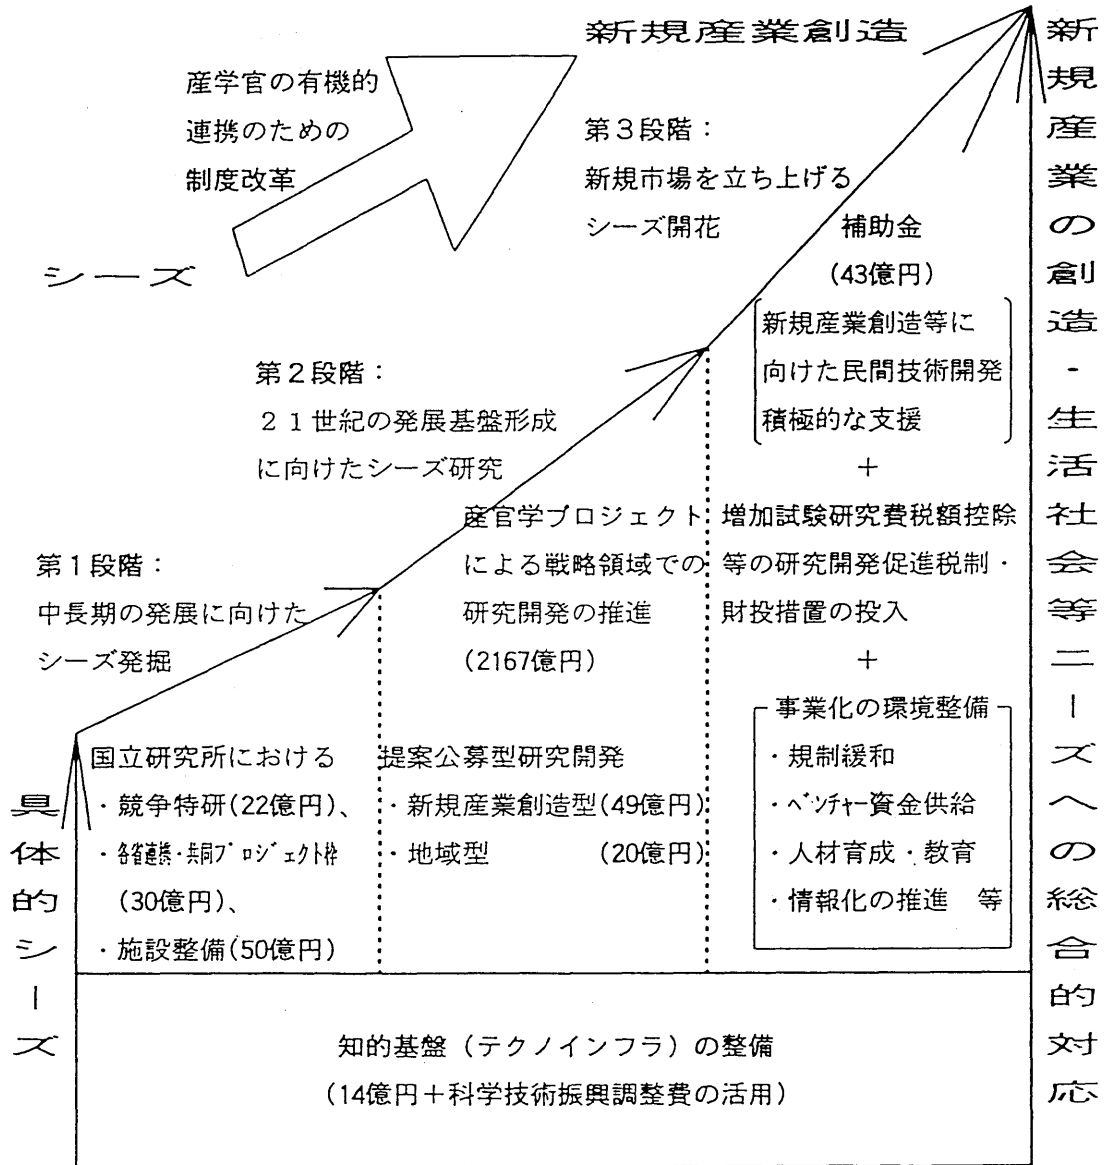 新規産業創造
産学官の有機的
連携のための
制度改革
シーズ
第3段階：
新規市場を立ち上げる
シーズ開花
補助金
(43億円)
新規産業創造等に
向けた民間技術開発
積極的な支援
＋
増加試験研究費税額控除
等の研究開発促進税制・
財投措置の投入
＋
事業化の環境整備
・規制緩和
・ベンチャー資金供給
・人材育成・教育
・情報化の推進　等
第2段階：
21世紀の発展基盤形成
に向けたシーズ研究
産官学プロジェクト
による戦略領域での
研究開発の推進
(2167億円)
提案公募型研究開発
・新規産業創造型(49億円)
・地域型　(20億円)
第1段階：
中長期の発展に向けた
シーズ発掘
国立研究所における
・競争特研(22億円)、
・各省連携・共同プロジェクト枠
(30億円)、
・施設整備(50億円)
具体的シーズ
知的基盤（テクノインフラ）の整備
(14億円＋科学技術振興調整費の活用)
新規産業の創造・生活社会等ニーズへの総合的対応